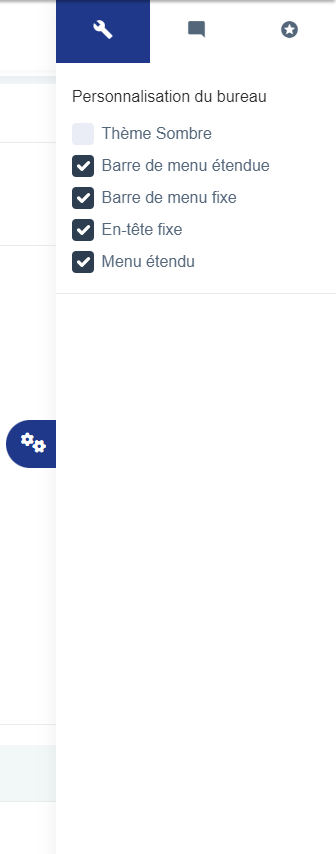 Personnalisation du bureau
Thème Sombre
Barre de menu étendue
Barre de menu fixe
En-tête fixe
Menu étendu